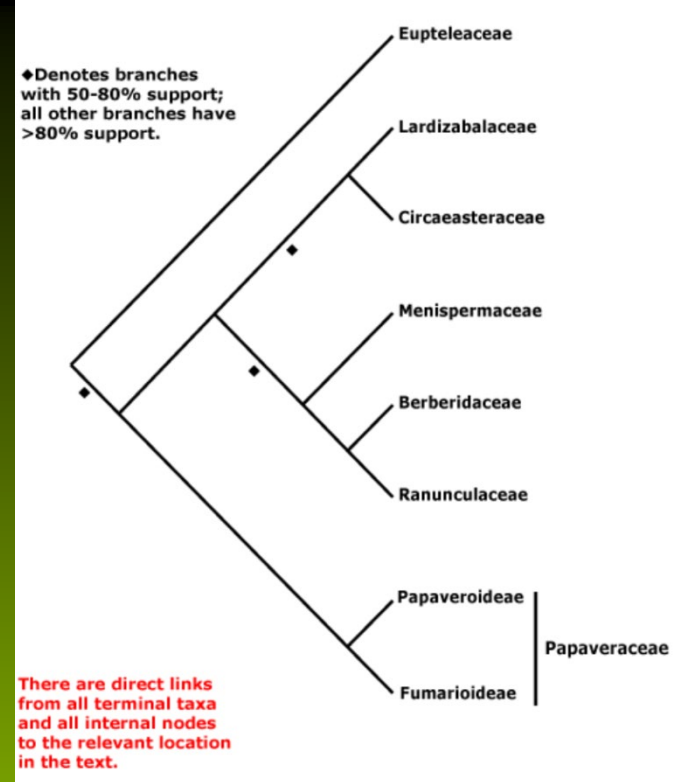 Eupteleaceae
◆Denotes branches
with 50-80% support;
all other branches have
>80% support.
Lardizabalaceae
Circaeasteraceae
Menispermaceae
Berberidaceae
Ranunculaceae
Papaveroideae
Papaveraceae
Fumarioideae
There are direct links
from all terminal taxa
and all internal nodes
to the relevant location
in the text.